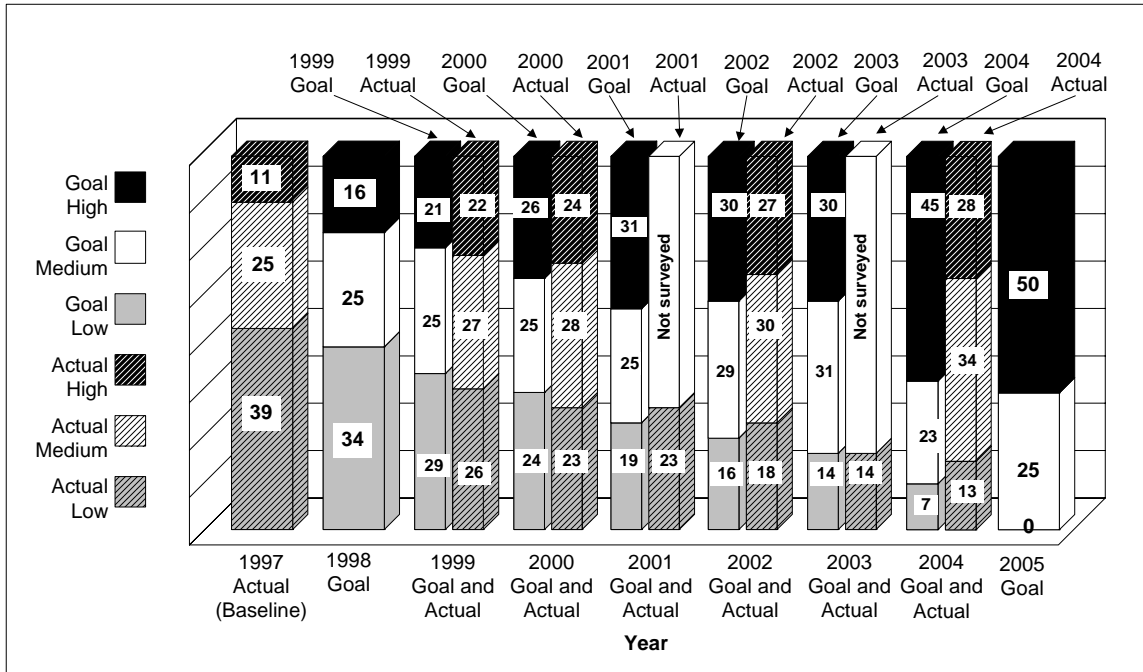 1999
Goal
1999
Actual
2000
Goal
2000
Actual
2001
Goal
2001
Actual
2002
Goal
2002
Actual
2003
Goal
2003
Actual
2004
Goal
2004
Actual
Goal
High
Goal
Medium
Goal
Low
Actual
High
Actual
Medium
Actual
Low
11
25
39
16
25
34
21
25
29
22
27
26
26
25
24
24
28
23
31
25
19
Not surveyed
23
30
29
16
27
30
18
30
31
14
Not surveyed
14
45
23
7
28
34
13
50
25
0
1997
Actual
(Baseline)
1998
Goal
1999
Goal and
Actual
2000
Goal and
Actual
2001
Goal and
Actual
2002
Goal and
Actual
2003
Goal and
Actual
2004
Goal and
Actual
2005
Goal
Year